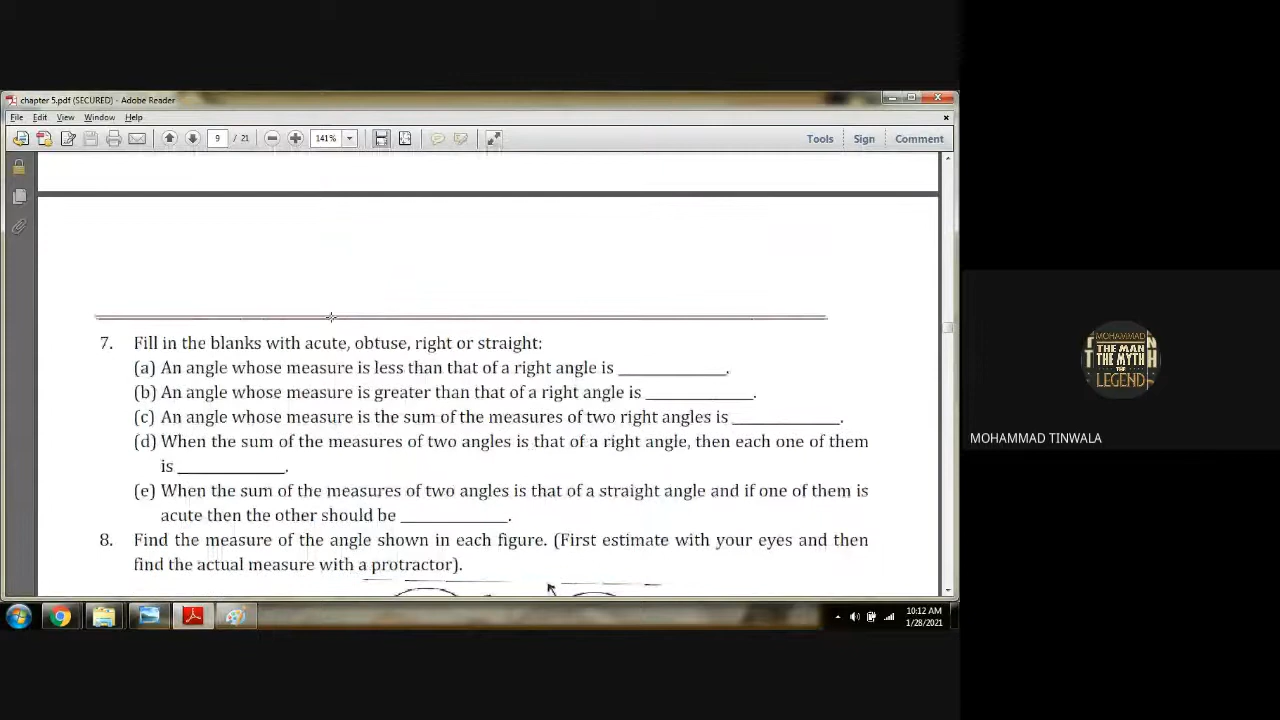 chapter 5.pdf (SECURED) - Adobe Reader
File Edit View Window Help
9 / 21 141% Tools Sign Comment
7. Fill in the blanks with acute, obtuse, right or straight:
(a) An angle whose measure is less than that of a right angle is ____________.
(b) An angle whose measure is greater than that of a right angle is ____________.
(c) An angle whose measure is the sum of the measures of two right angles is ____________.
(d) When the sum of the measures of two angles is that of a right angle, then each one of them
is ____________.
(e) When the sum of the measures of two angles is that of a straight angle and if one of them is
acute then the other should be ____________.
8. Find the measure of the angle shown in each figure. (First estimate with your eyes and then
find the actual measure with a protractor).
10:12 AM
1/28/2021
MOHAMMAD
THE MAN
THE MYTH
THE
LEGEND
MOHAMMAD TINWALA